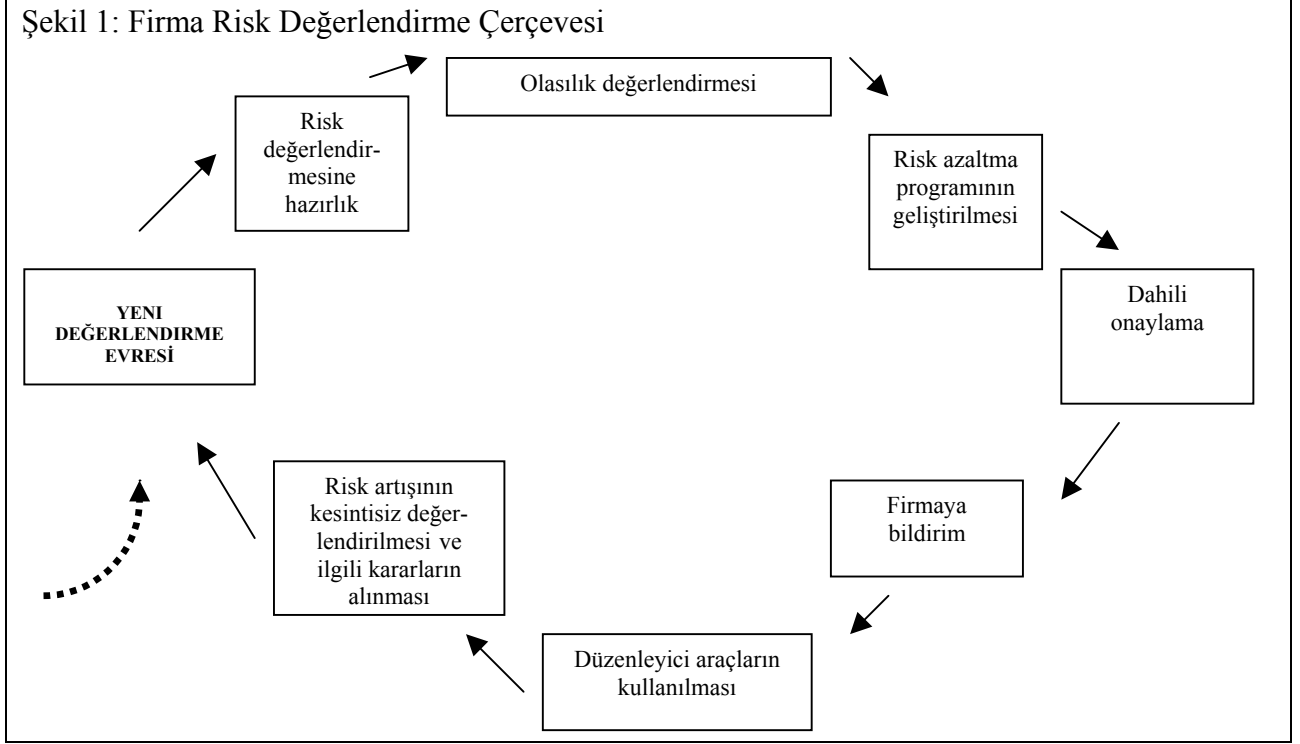 Şekil 1: Firma Risk Değerlendirme Çerçevesi
Olasılık değerlendirmesi
Risk
değerlendir-
mesine
hazırlık
Risk azaltma
programının
geliştirilmesi
Dahili
onaylama
YENI
DEĞERLENDIRME
EVRESİ
Risk artışının
kesintisiz değer-
lendirilmesi ve
ilgili kararların
alınması
Firmaya
bildirim
Düzenleyici araçların
kullanılması